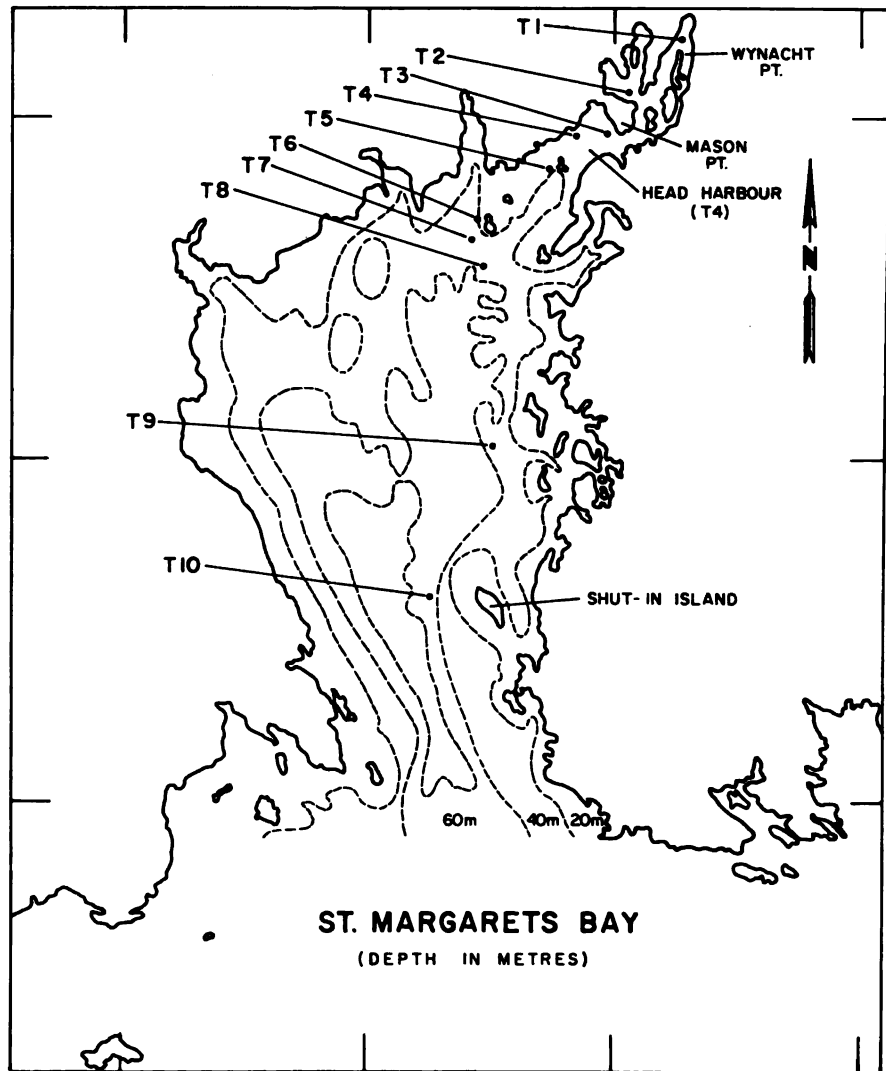 T1
WYNACHT
PT.
T2
T3
T4
T5
MASON
PT.
T6
T7
HEAD HARBOUR
(T4)
T8
N
T9
T10
SHUT-IN ISLAND
60m
40m
20m
ST. MARGARETS BAY
(DEPTH IN METRES)